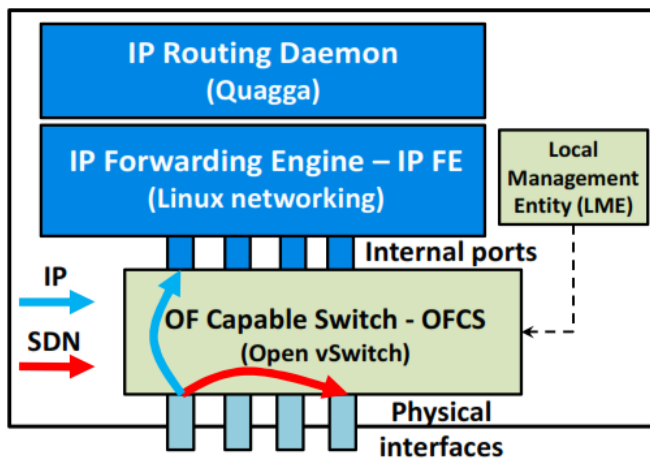 IP Routing Daemon
(Quagga)
IP Forwarding Engine – IP FE
(Linux networking)
Local
Management
Entity (LME)
Internal ports
IP
SDN
OF Capable Switch - OFCS
(Open vSwitch)
Physical
interfaces